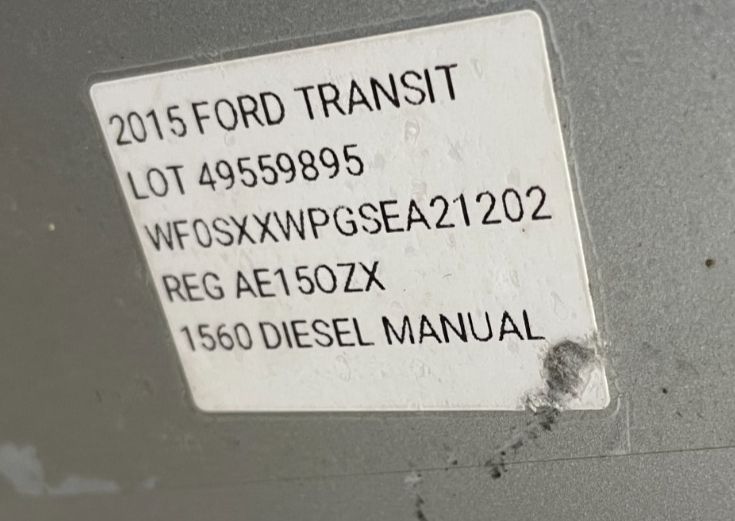 2015 FORD TRANSIT
LOT 49559895
WF0SXXWPGSEA21202
REG AE15OZX
1560 DIESEL MANUAL